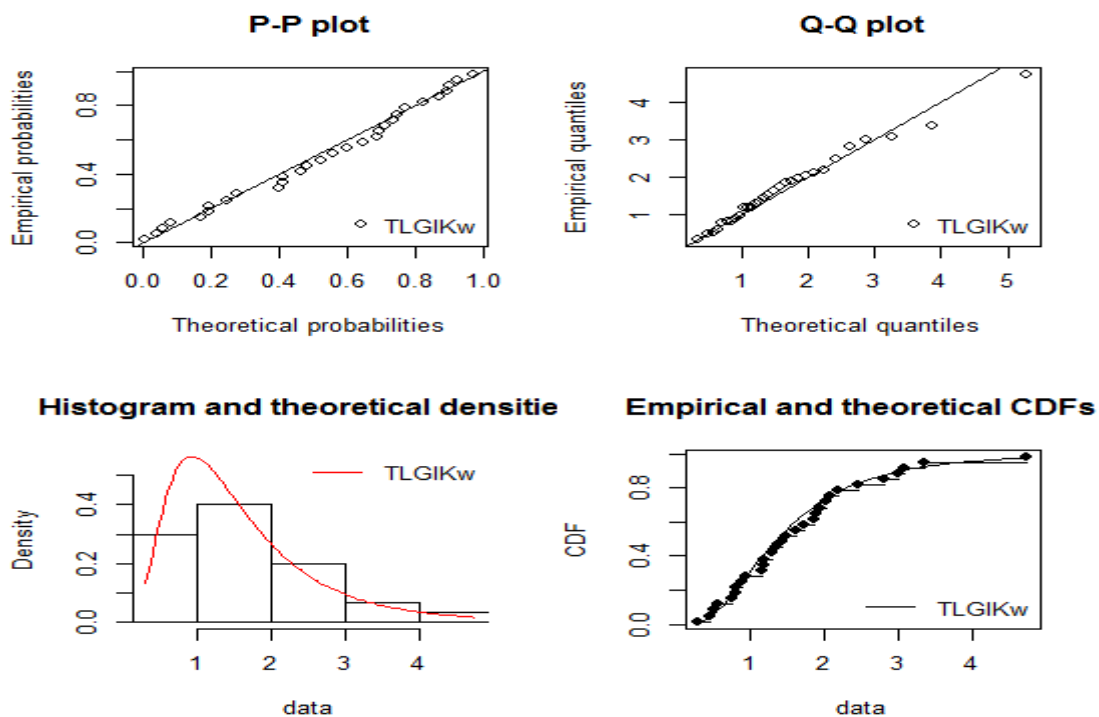 P-P plot
Empirical probabilities
0.0 0.4 0.8
TLGIKw
0.0 0.2 0.4 0.6 0.8 1.0
Theoretical probabilities
Q-Q plot
Empirical quantiles
1 2 3 4
TLGIKw
1 2 3 4 5
Theoretical quantiles
Histogram and theoretical densitie
Density
0.0 0.2 0.4
TLGIKw
1 2 3 4
data
Empirical and theoretical CDFs
CDF
0.0 0.4 0.8
TLGIKw
1 2 3 4
data